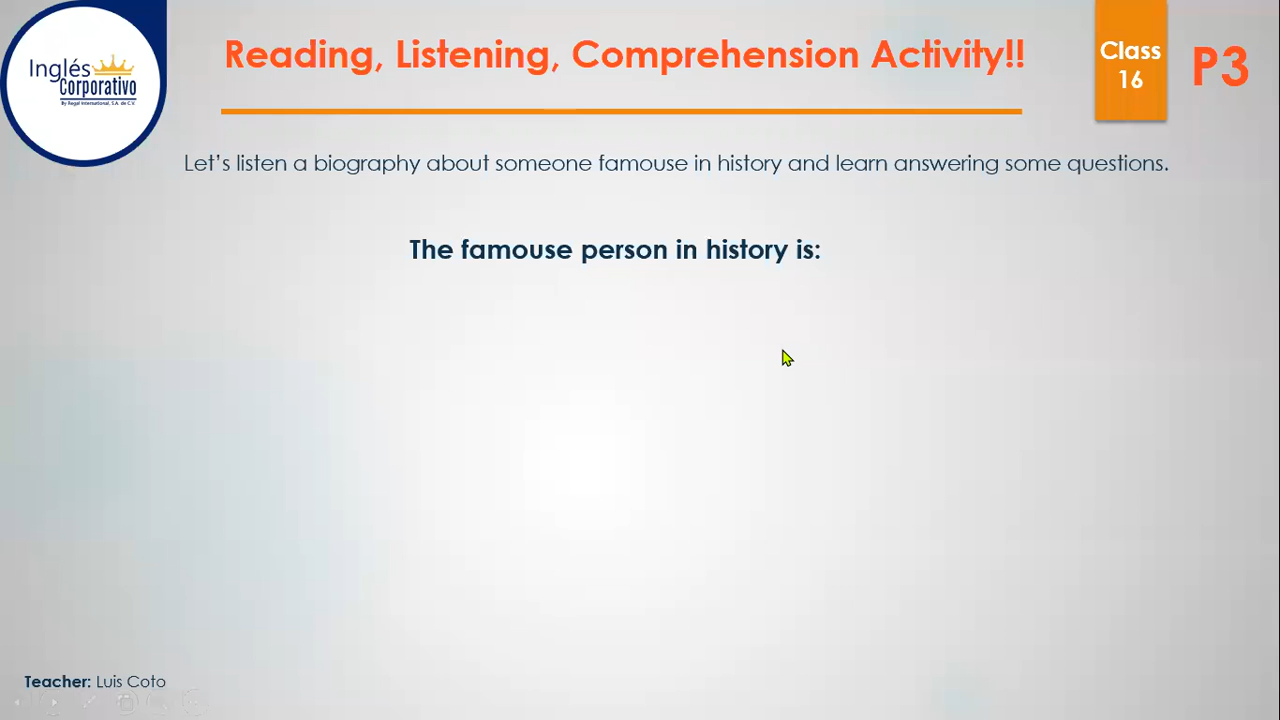 Inglés
Corporativo
By Regal International, S.A. de C.V.
Reading, Listening, Comprehension Activity!!
Class
16
P3
Let's listen a biography about someone famouse in history and learn answering some questions.
The famouse person in history is:
Teacher: Luis Coto